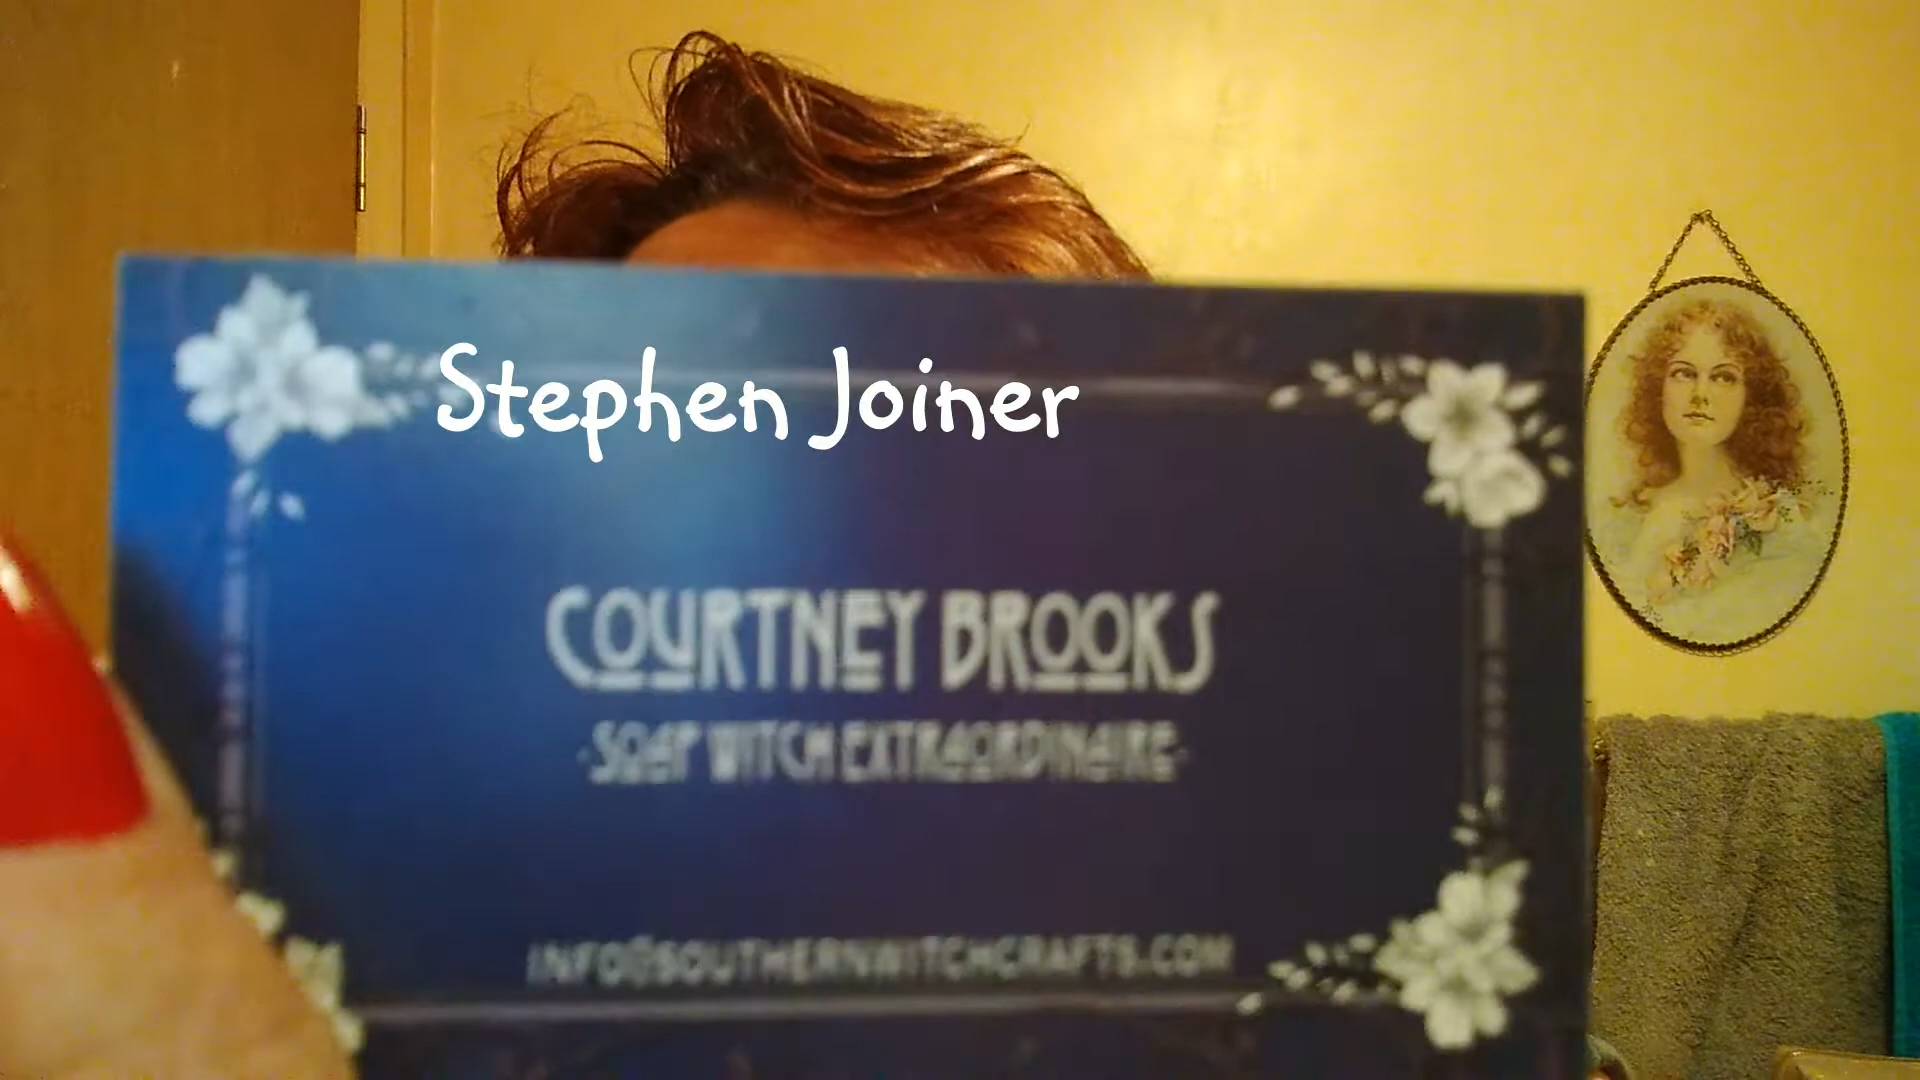 Stephen Joiner
COURTNEY BROOKS
·SOAP WITCH EXTRAORDINAIRE·
INFO@SOUTHERNWITCHCRAFTS.COM